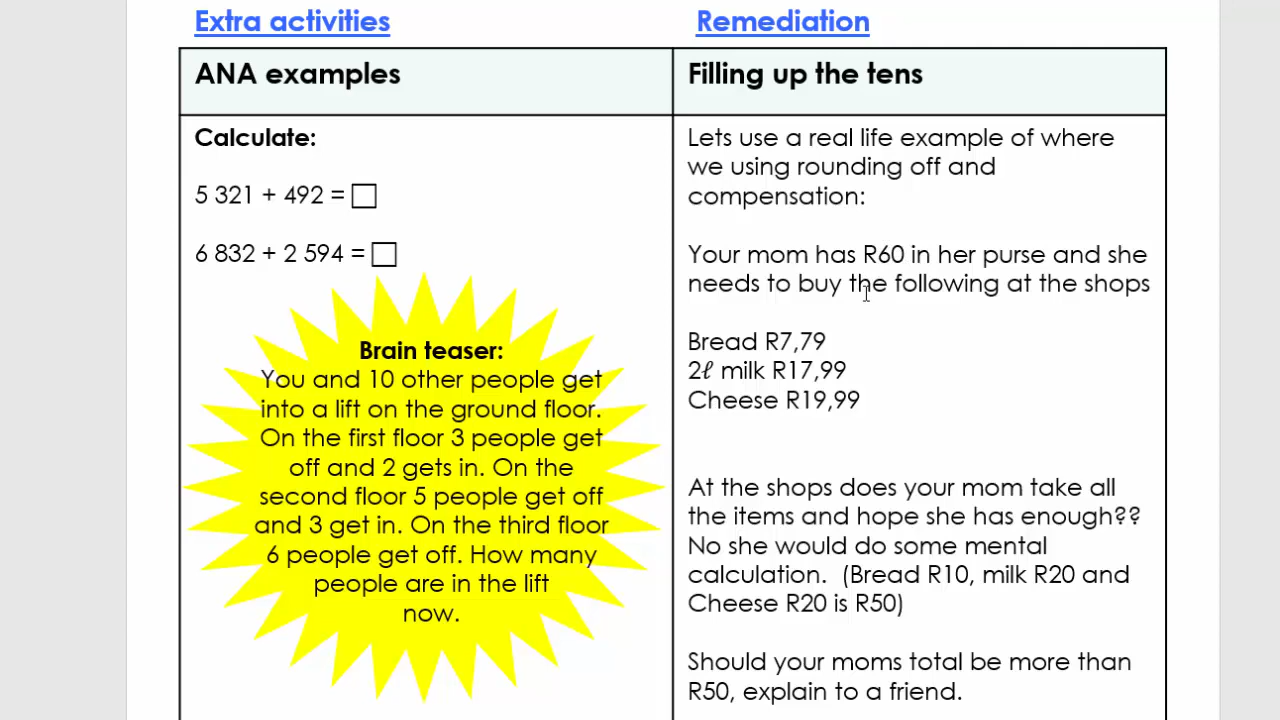 Extra activities
Remediation
ANA examples
Calculate:
5 321 + 492 = □
6 832 + 2 594 = □
Brain teaser:
You and 10 other people get
into a lift on the ground floor.
On the first floor 3 people get
off and 2 gets in. On the
second floor 5 people get off
and 3 get in. On the third floor
6 people get off. How many
people are in the lift
now.
Filling up the tens
Lets use a real life example of where
we using rounding off and
compensation:
Your mom has R60 in her purse and she
needs to buy the following at the shops
Bread R7,79
2ℓ milk R17,99
Cheese R19,99
At the shops does your mom take all
the items and hope she has enough??
No she would do some mental
calculation.  (Bread R10, milk R20 and
Cheese R20 is R50)
Should your moms total be more than
R50, explain to a friend.